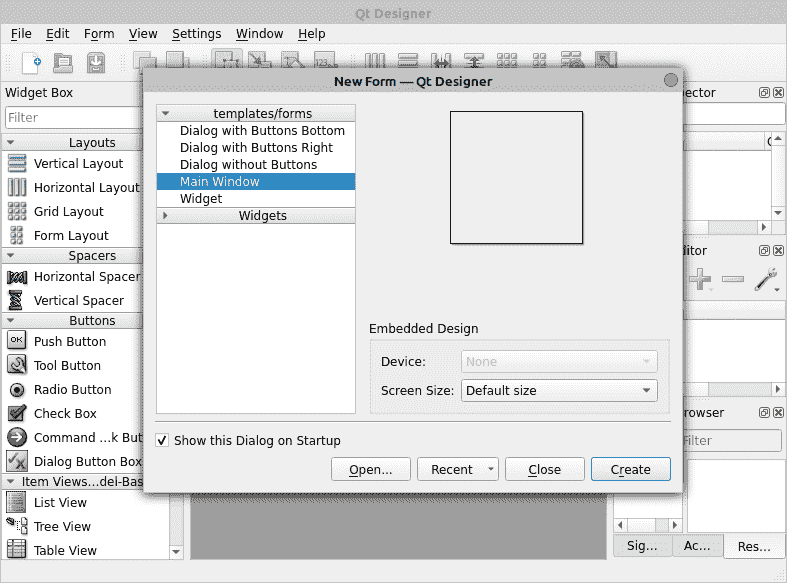 Qt Designer
File Edit Form View Settings Window Help
New Form — Qt Designer
Widget Box
Filter
Layouts
Vertical Layout
Horizontal Layout
Grid Layout
Form Layout
Spacers
Horizontal Spacer
Vertical Spacer
Buttons
Push Button
Tool Button
Radio Button
Check Box
Command ...k But
Dialog Button Box
Item Views...del-Bas
List View
Tree View
Table View
templates/forms
Dialog with Buttons Bottom
Dialog with Buttons Right
Dialog without Buttons
Main Window
Widget
Widgets
Embedded Design
Device: None
Screen Size: Default size
Show this Dialog on Startup
Open... Recent Close Create
ector
itor
rowser
Filter
Sig... Ac... Res...